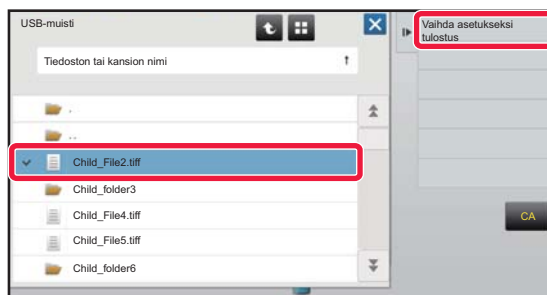 USB-muisti
Vaihda asetukseksi
tulostus
Tiedoston tai kansion nimi
.
..
Child_File2.tiff
Child_folder3
Child_File4.tiff
Child_File5.tiff
Child_folder6
CA